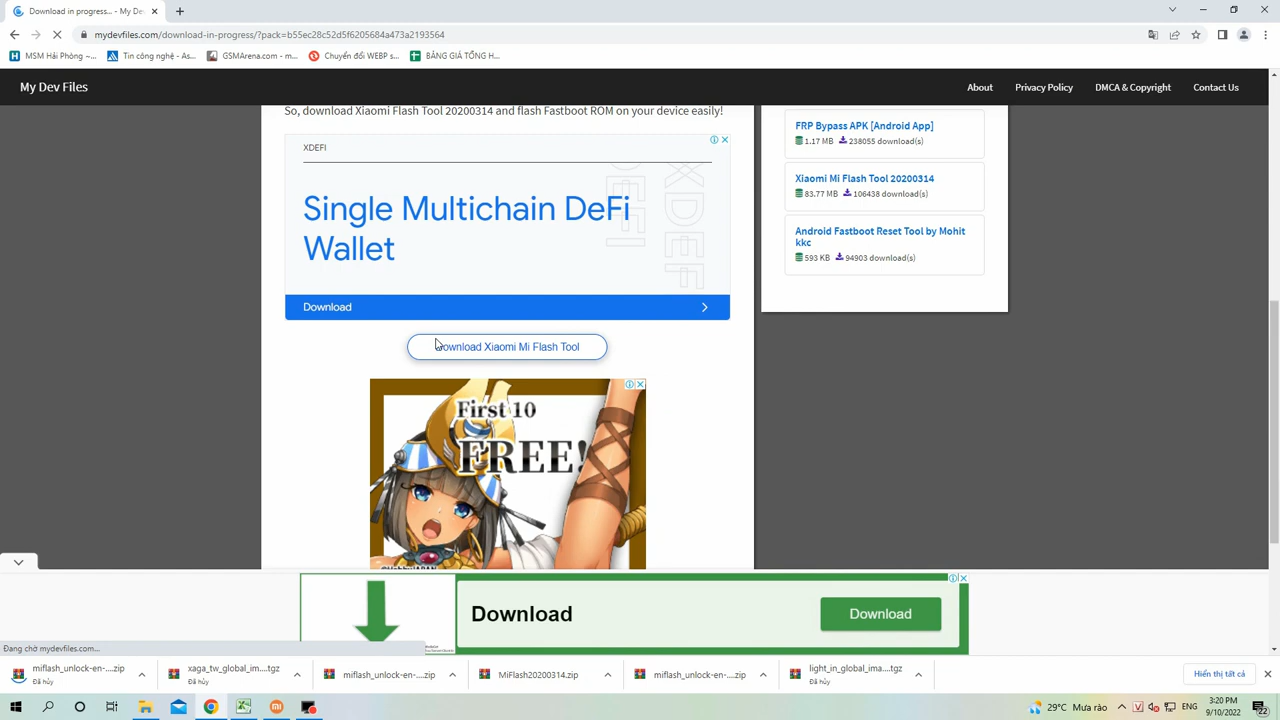 Download in progress...
mydevfiles.com/download-in-progress/?pack=b55ec28c52d5f6205684a473a2193564
MSM Hải Phòng ~...
Tin công nghệ - As...
GSMArena.com - m...
Chuyển đổi WEBP s...
BẢNG GIÁ TỔNG H...
My Dev Files
About
Privacy Policy
DMCA & Copyright
Contact Us
So, download Xiaomi Flash Tool 20200314 and flash Fastboot ROM on your device easily!
XDEFI
Single Multichain DeFi
Wallet
Download
Download Xiaomi Mi Flash Tool
First 10
FREE!
FRP Bypass APK [Android App]
1.17 MB 238055 download(s)
Xiaomi Mi Flash Tool 20200314
83.77 MB 106438 download(s)
Android Fastboot Reset Tool by Mohit
kkc
593 KB 94903 download(s)
Download
Download
Đang chờ mydevfiles.com...
miflash_unlock-en-....zip
Đã hủy
xaga_tw_global_im....tgz
Đã hủy
miflash_unlock-en-....zip
MiFlash20200314.zip
miflash_unlock-en-....zip
light_in_global_ima....tgz
Đã hủy
Hiển thị tất cả
29°C Mưa rào
ENG
3:20 PM
9/10/2022
22